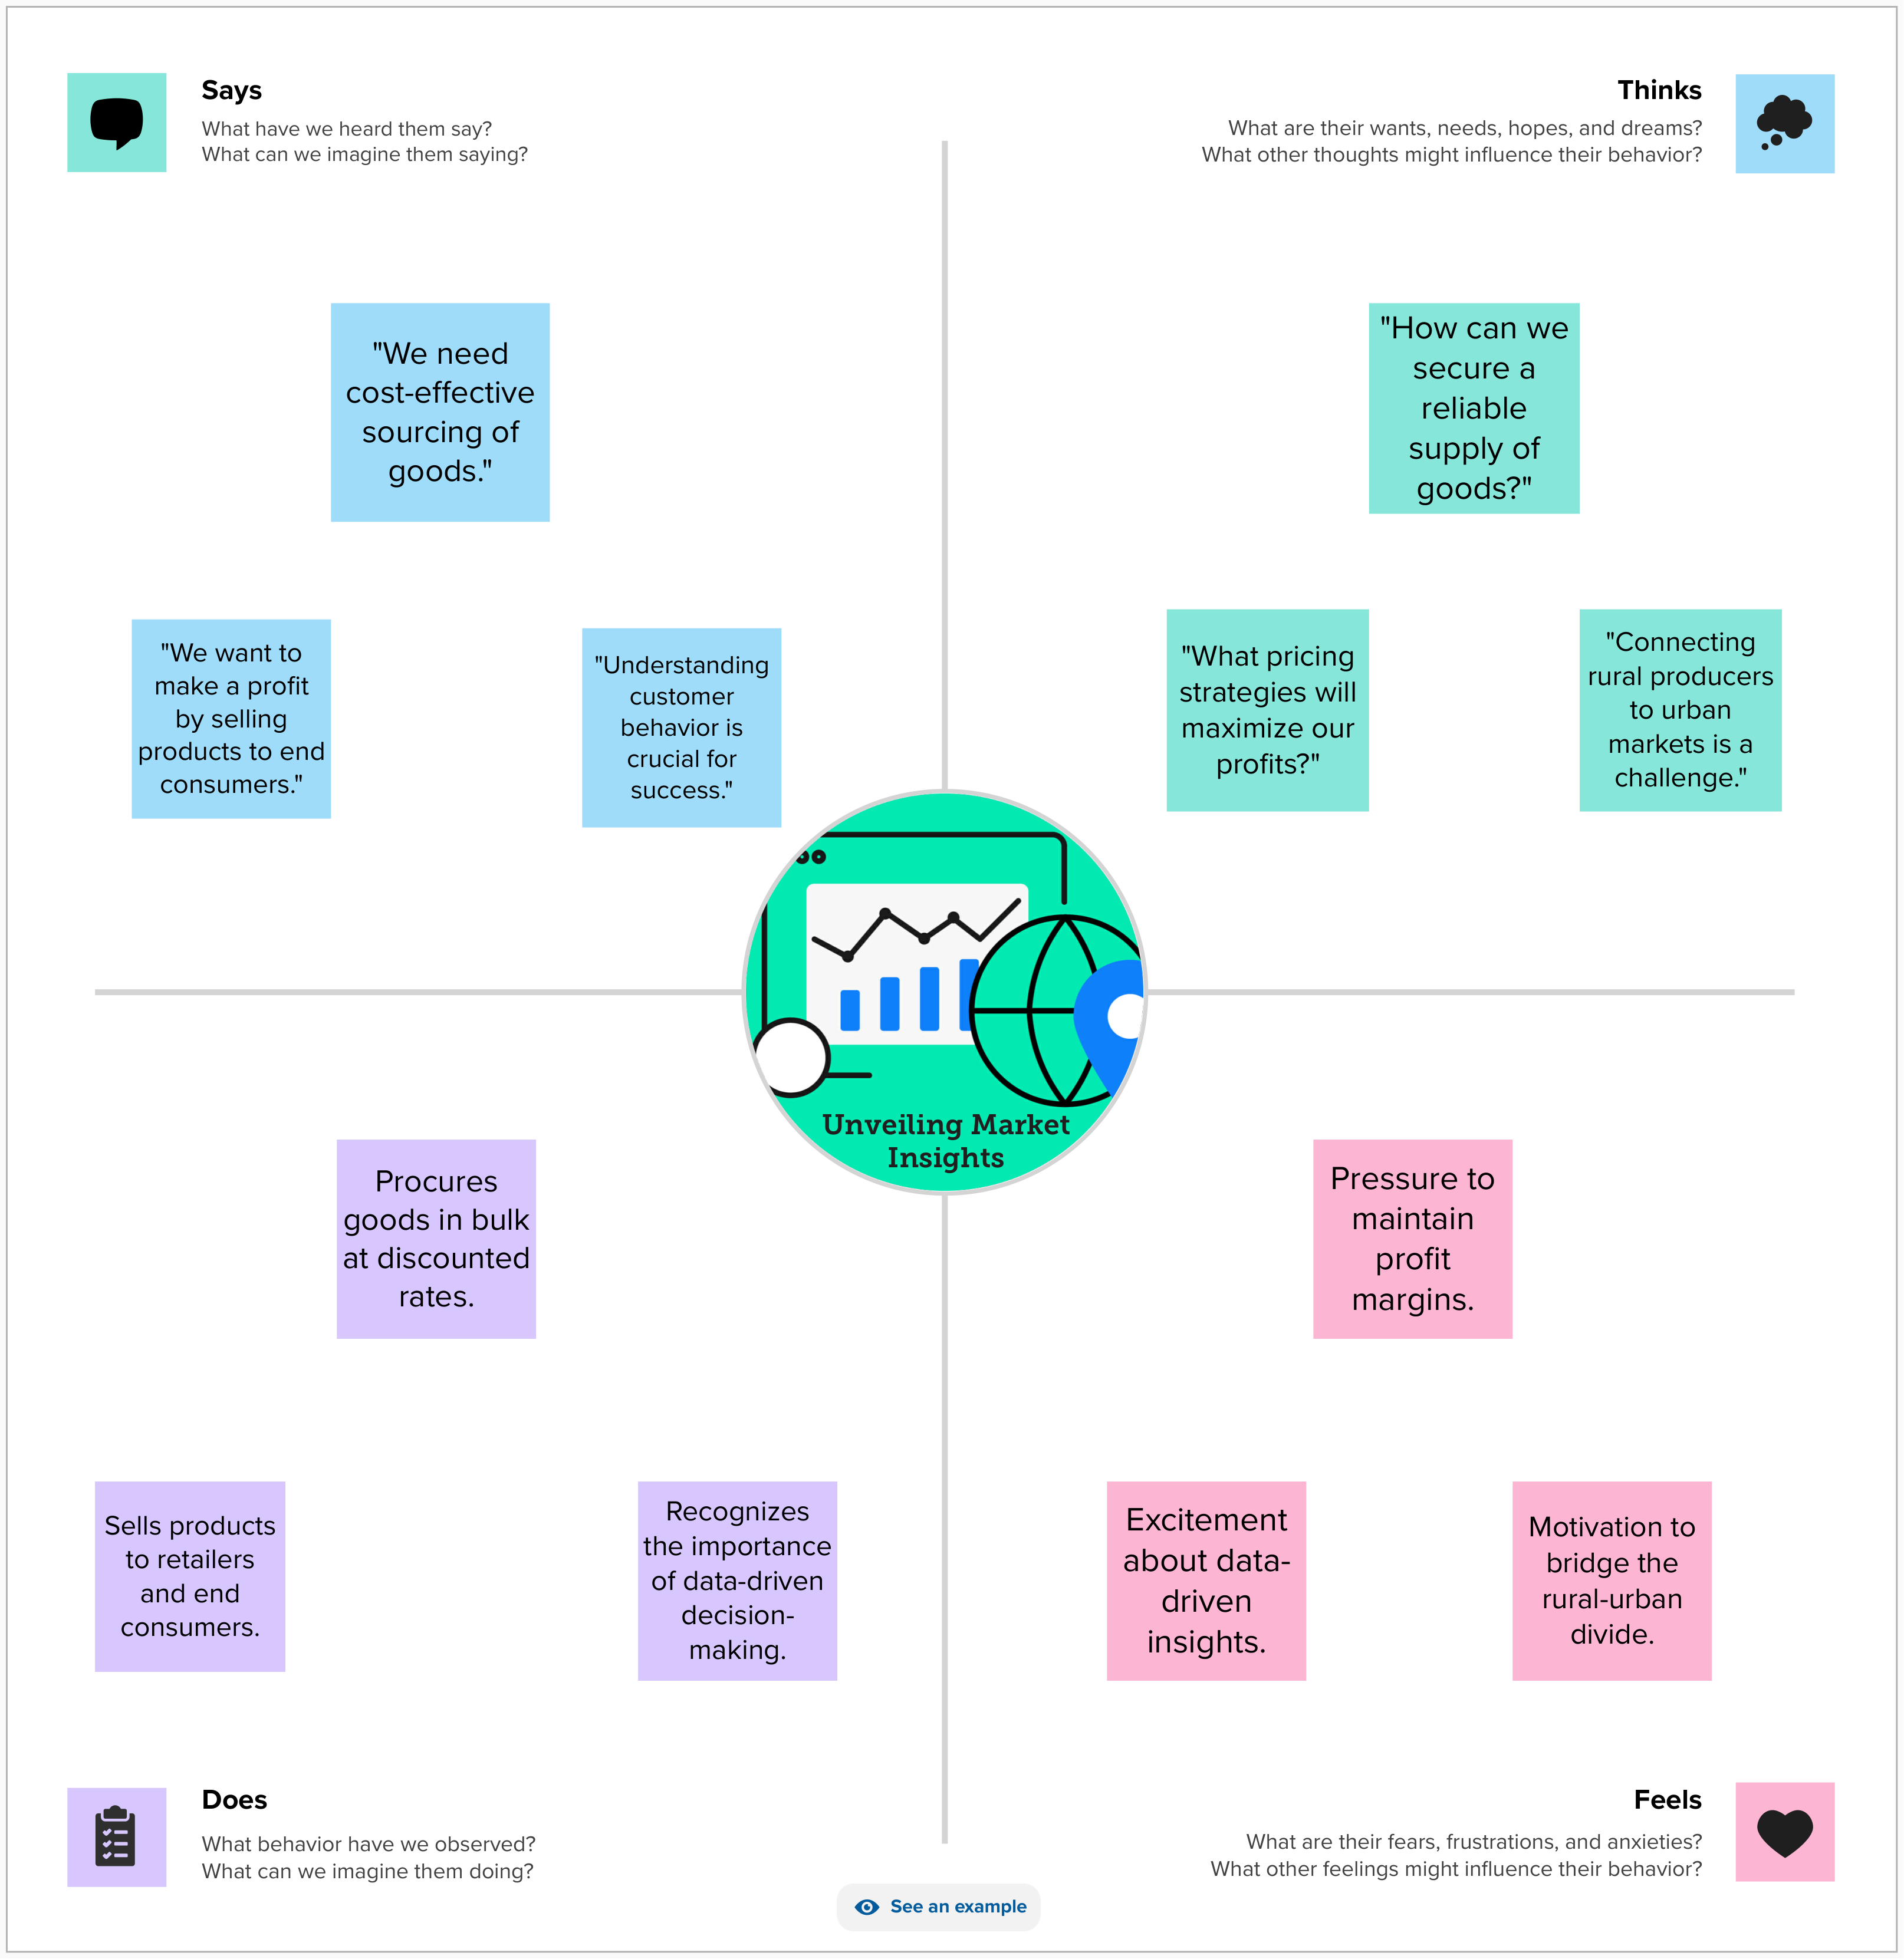 Says
What have we heard them say?
What can we imagine them saying?
Thinks
What are their wants, needs, hopes, and dreams?
What other thoughts might influence their behavior?
"We need
cost-effective
sourcing of
goods."
"We want to
make a profit
by selling
products to end
consumers."
"Understanding
customer
behavior is
crucial for
success."
"How can we
secure a
reliable
supply of
goods?"
"What pricing
strategies will
maximize our
profits?"
"Connecting
rural producers
to urban
markets is a
challenge."
Unveiling Market
Insights
Procures
goods in bulk
at discounted
rates.
Sells products
to retailers
and end
consumers.
Recognizes
the importance
of data-driven
decision-
making.
Pressure to
maintain
profit
margins.
Excitement
about data-
driven
insights.
Motivation to
bridge the
rural-urban
divide.
Does
What behavior have we observed?
What can we imagine them doing?
Feels
What are their fears, frustrations, and anxieties?
What other feelings might influence their behavior?
See an example